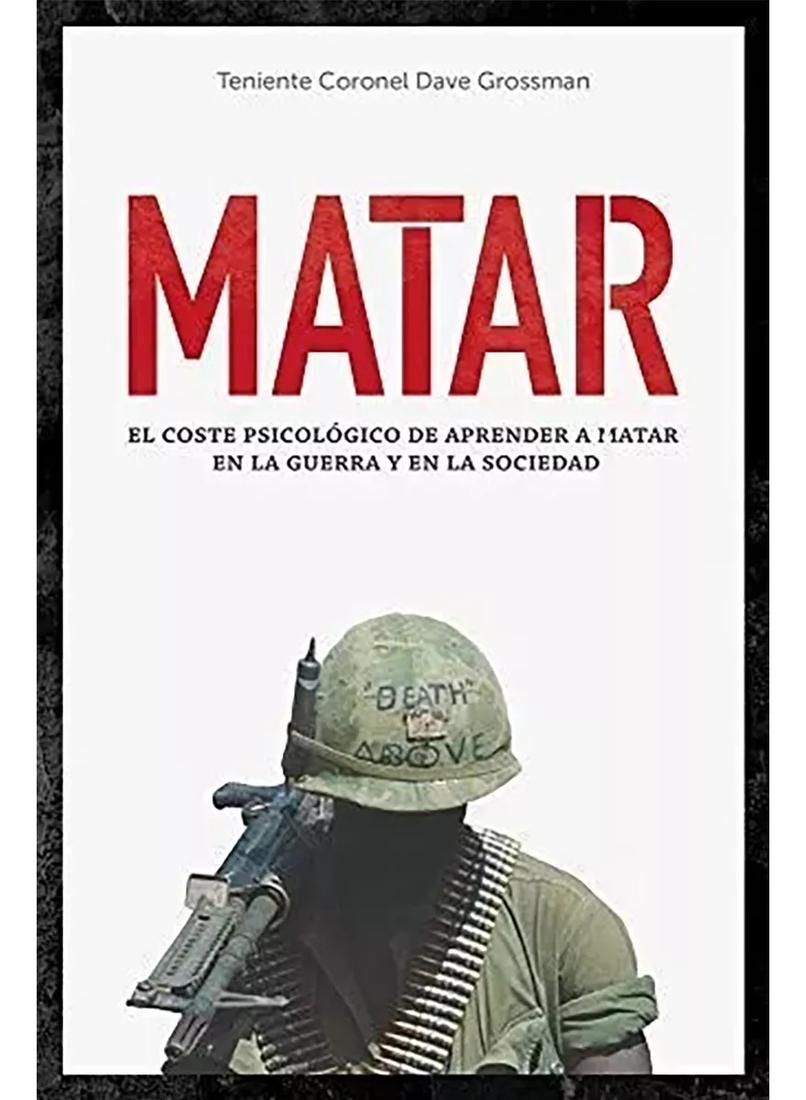 Teniente Coronel Dave Grossman
MATAR
EL COSTE PSICOLÓGICO DE APRENDER A MATAR
EN LA GUERRA Y EN LA SOCIEDAD
"DEATH"
ABOVE